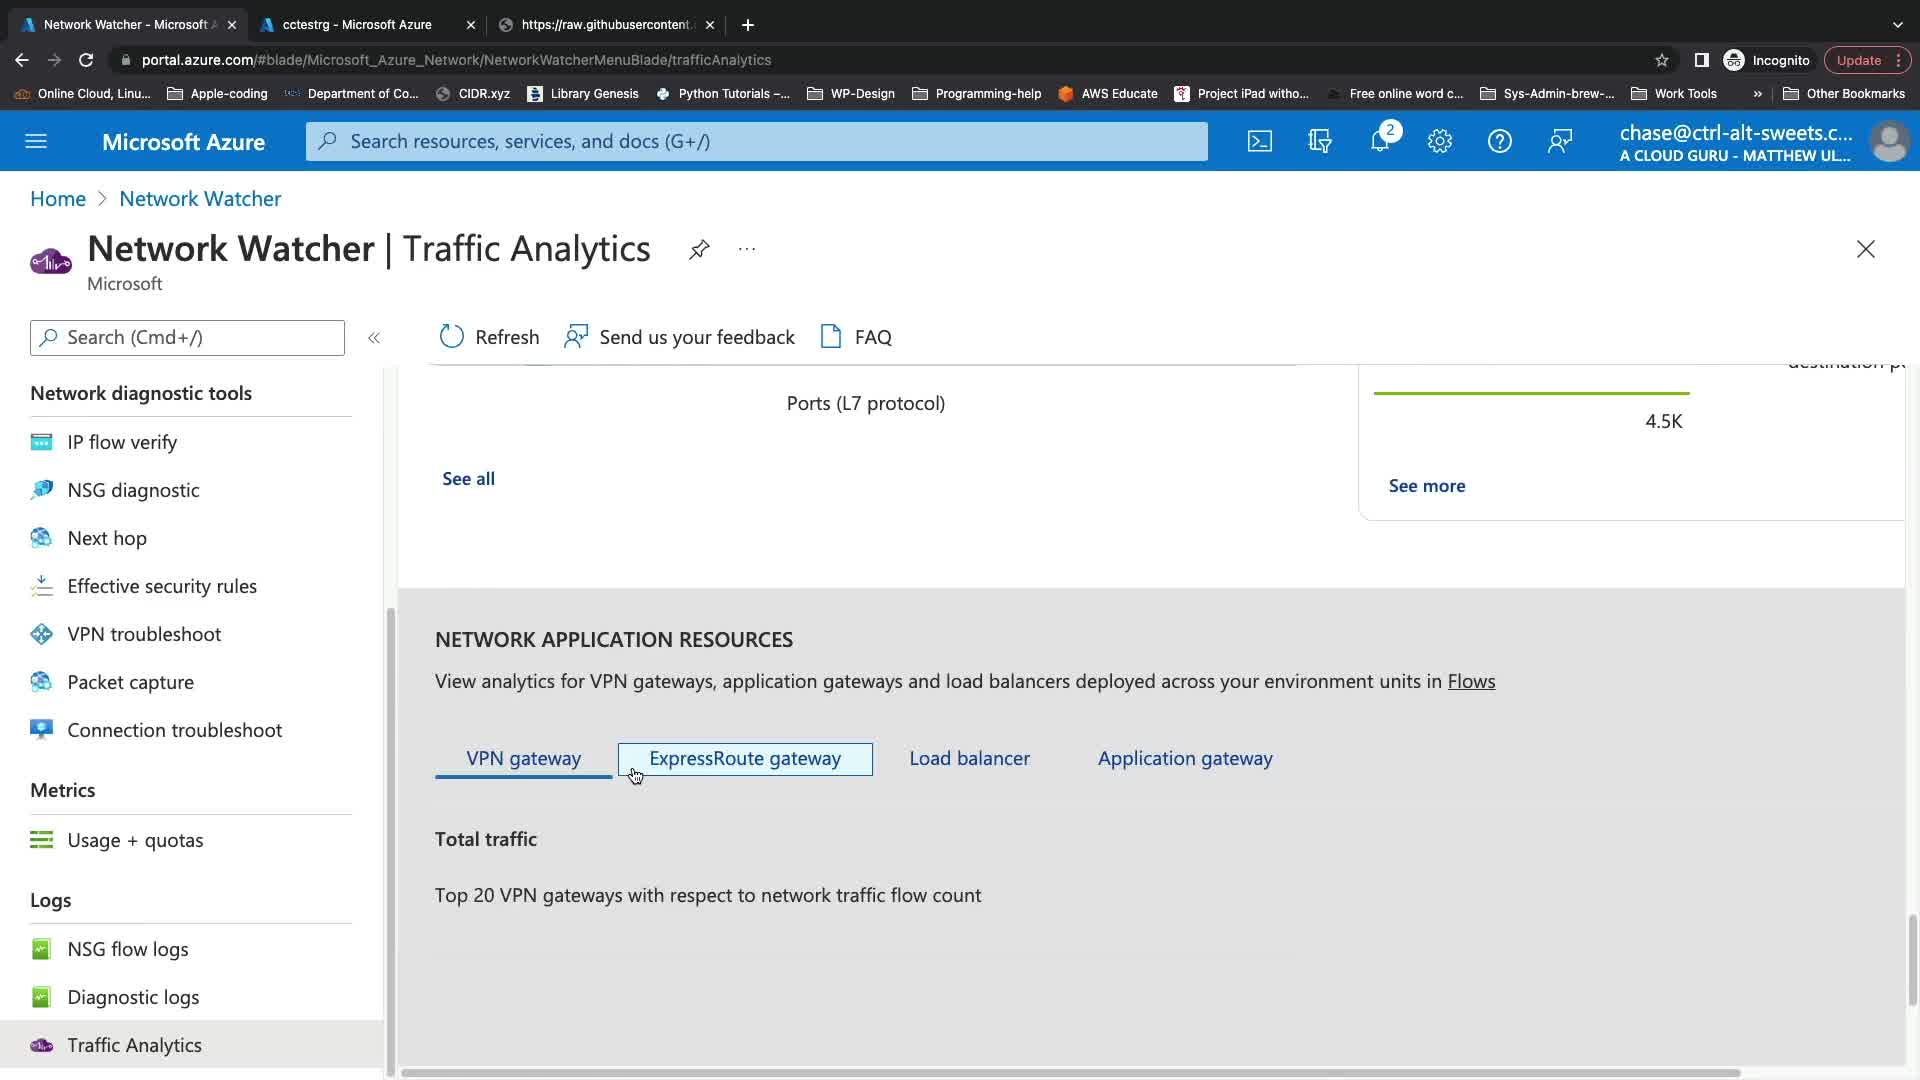 Network Watcher - Microsoft A
cctestrg - Microsoft Azure
https://raw.githubusercontent.
portal.azure.com/#blade/Microsoft_Azure_Network/NetworkWatcherMenuBlade/trafficAnalytics
Incognito
Update
Online Cloud, Linu...
Apple-coding
Department of Co...
CIDR.xyz
Library Genesis
Python Tutorials –...
WP-Design
Programming-help
AWS Educate
Project iPad witho...
Free online word c...
Sys-Admin-brew-...
Work Tools
»
Other Bookmarks
Microsoft Azure
Search resources, services, and docs (G+/)
2
chase@ctrl-alt-sweets.c...
A CLOUD GURU - MATTHEW UL...
Home > Network Watcher
Network Watcher | Traffic Analytics
...
Microsoft
Search (Cmd+/)
«
Refresh
Send us your feedback
FAQ
Network diagnostic tools
IP flow verify
NSG diagnostic
Next hop
Effective security rules
VPN troubleshoot
Packet capture
Connection troubleshoot
Metrics
Usage + quotas
Logs
NSG flow logs
Diagnostic logs
Traffic Analytics
Ports (L7 protocol)
See all
4.5K
See more
NETWORK APPLICATION RESOURCES
View analytics for VPN gateways, application gateways and load balancers deployed across your environment units in Flows
VPN gateway
ExpressRoute gateway
Load balancer
Application gateway
Total traffic
Top 20 VPN gateways with respect to network traffic flow count